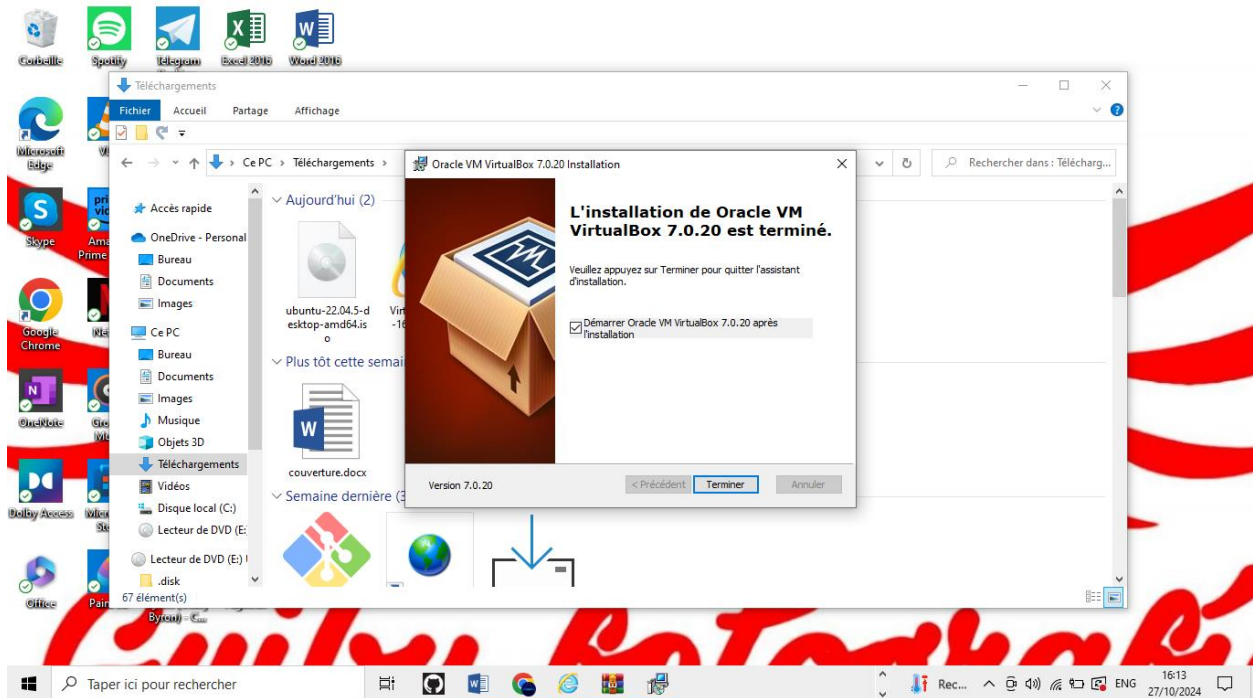 Corbeille
Spotify
Telegram
Excel 2016
Word 2016
Téléchargements
Fichier
Accueil
Partage
Affichage
Microsoft
Edge
Ce PC
Téléchargements
Rechercher dans : Télécharg...
Oracle VM VirtualBox 7.0.20 Installation
L'installation de Oracle VM
VirtualBox 7.0.20 est terminé.
Veuillez appuyez sur Terminer pour quitter l'assistant
d'installation.
Démarrer Oracle VM VirtualBox 7.0.20 après
l'installation
Version 7.0.20
< Précédent
Terminer
Annuler
Accès rapide
OneDrive - Personal
Bureau
Documents
Images
Ce PC
Bureau
Documents
Images
Musique
Objets 3D
Téléchargements
Vidéos
Disque local (C:)
Lecteur de DVD (E:
Lecteur de DVD (E:)
.disk
Aujourd'hui (2)
ubuntu-22.04.5-d
esktop-amd64.is
o
Plus tôt cette semai
couverture.docx
Semaine dernière (3
67 élément(s)
Skype
Prime
Google
Chrome
OneNote
Dolby Access
Office
Byron) - C...
Taper ici pour rechercher
Rec...
ENG
16:13
27/10/2024